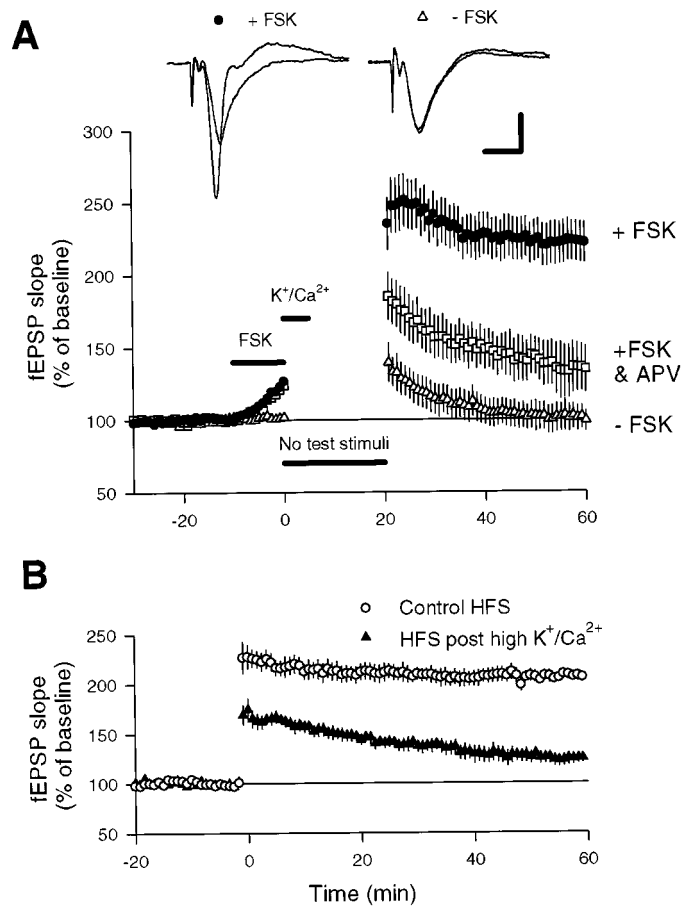 A
● + FSK
△ - FSK
300
250
200
150
100
50
fEPSP slope
(% of baseline)
K⁺/Ca²⁺
FSK
No test stimuli
+ FSK
+FSK
& APV
- FSK
-20
0
20
40
60
B
○ Control HFS
▲ HFS post high K⁺/Ca²⁺
250
200
150
100
50
fEPSP slope
(% of baseline)
-20
0
20
40
60
Time (min)